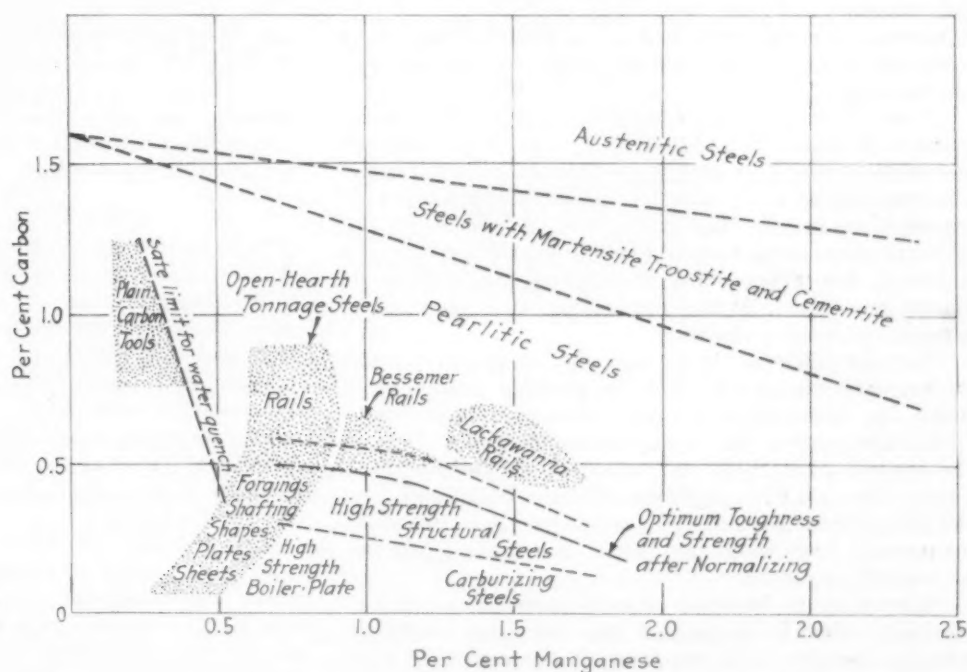 1.5
1.0
0.5
0
Per Cent Carbon
Austenitic Steels
Steels with Martensite Troostite and Cementite
Pearlitic Steels
Safe limit for water quench
Plain
Carbon
Tools
Open-Hearth
Tonnage Steels
Rails
Bessemer
Rails
Lackawanna
Rails
Forgings
Shafting
Shapes
Plates
Sheets
High Strength
Structural
Steels
High
Strength
Boiler-Plate
Carburizing
Steels
Optimum Toughness
and Strength
after Normalizing
0.5
1.0
1.5
2.0
2.0
2.5
Per Cent Manganese